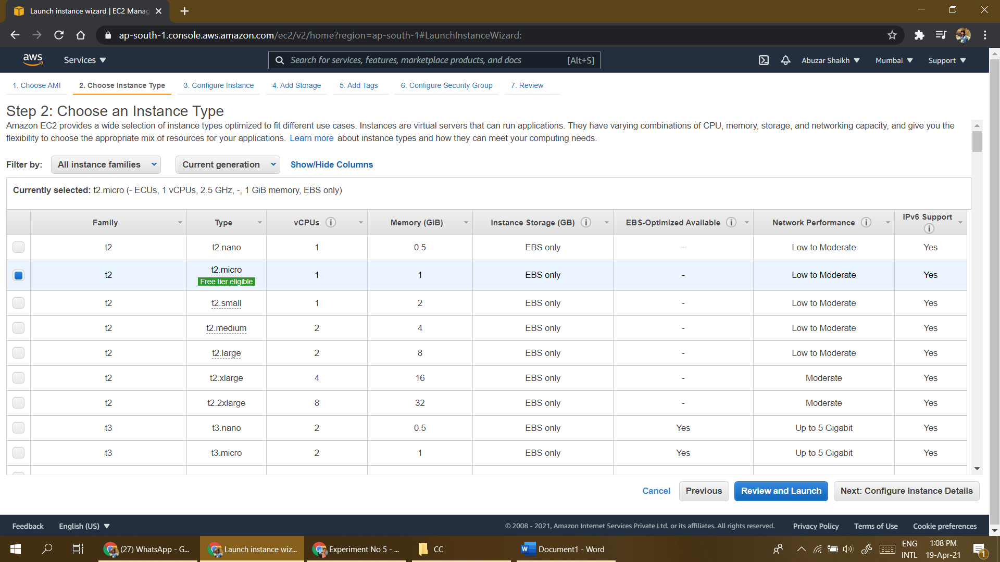 Launch instance wizard | EC2 Manag
ap-south-1.console.aws.amazon.com/ec2/v2/home?region=ap-south-1#LaunchInstanceWizard:
aws Services Search for services, features, marketplace products, and docs [Alt+S] Abuzar Shaikh Mumbai Support
1. Choose AMI 2. Choose Instance Type 3. Configure Instance 4. Add Storage 5. Add Tags 6. Configure Security Group 7. Review
Step 2: Choose an Instance Type
Amazon EC2 provides a wide selection of instance types optimized to fit different use cases. Instances are virtual servers that can run applications. They have varying combinations of CPU, memory, storage, and networking capacity, and give you the
flexibility to choose the appropriate mix of resources for your applications. Learn more about instance types and how they can meet your computing needs.
Filter by: All instance families Current generation Show/Hide Columns
Currently selected: t2.micro (- ECUs, 1 vCPUs, 2.5 GHz, -, 1 GiB memory, EBS only)
Family Type vCPUs Memory (GiB) Instance Storage (GB) EBS-Optimized Available Network Performance IPv6 Support
t2 t2.nano 1 0.5 EBS only - Low to Moderate Yes
t2 t2.micro 1 1 EBS only - Low to Moderate Yes
Free tier eligible
t2 t2.small 1 2 EBS only - Low to Moderate Yes
t2 t2.medium 2 4 EBS only - Low to Moderate Yes
t2 t2.large 2 8 EBS only - Low to Moderate Yes
t2 t2.xlarge 4 16 EBS only - Moderate Yes
t2 t2.2xlarge 8 32 EBS only - Moderate Yes
t3 t3.nano 2 0.5 EBS only Yes Up to 5 Gigabit Yes
t3 t3.micro 2 1 EBS only Yes Up to 5 Gigabit Yes
Cancel Previous Review and Launch Next: Configure Instance Details
Feedback English (US) © 2008 - 2021, Amazon Internet Services Private Ltd. or its affiliates. All rights reserved. Privacy Policy Terms of Use Cookie preferences
(27) WhatsApp - G... Launch instance wiz... Experiment No 5 - ... CC Document1 - Word ENG 1:08 PM
INTL 19-Apr-21 1